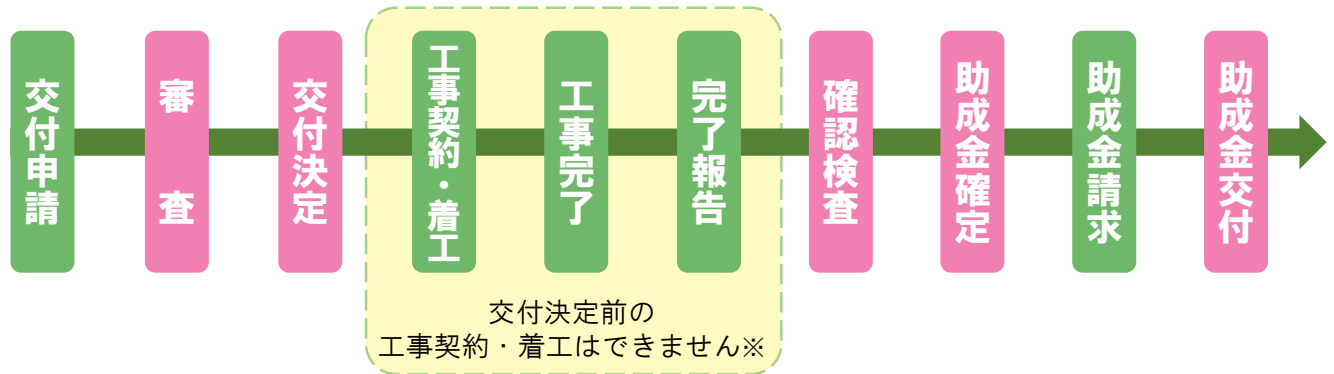 交付申請
審査
交付決定
工事契約・着工
工事完了
完了報告
確認検査
助成金確定
助成金請求
助成金交付
交付決定前の
工事契約・着工はできません※